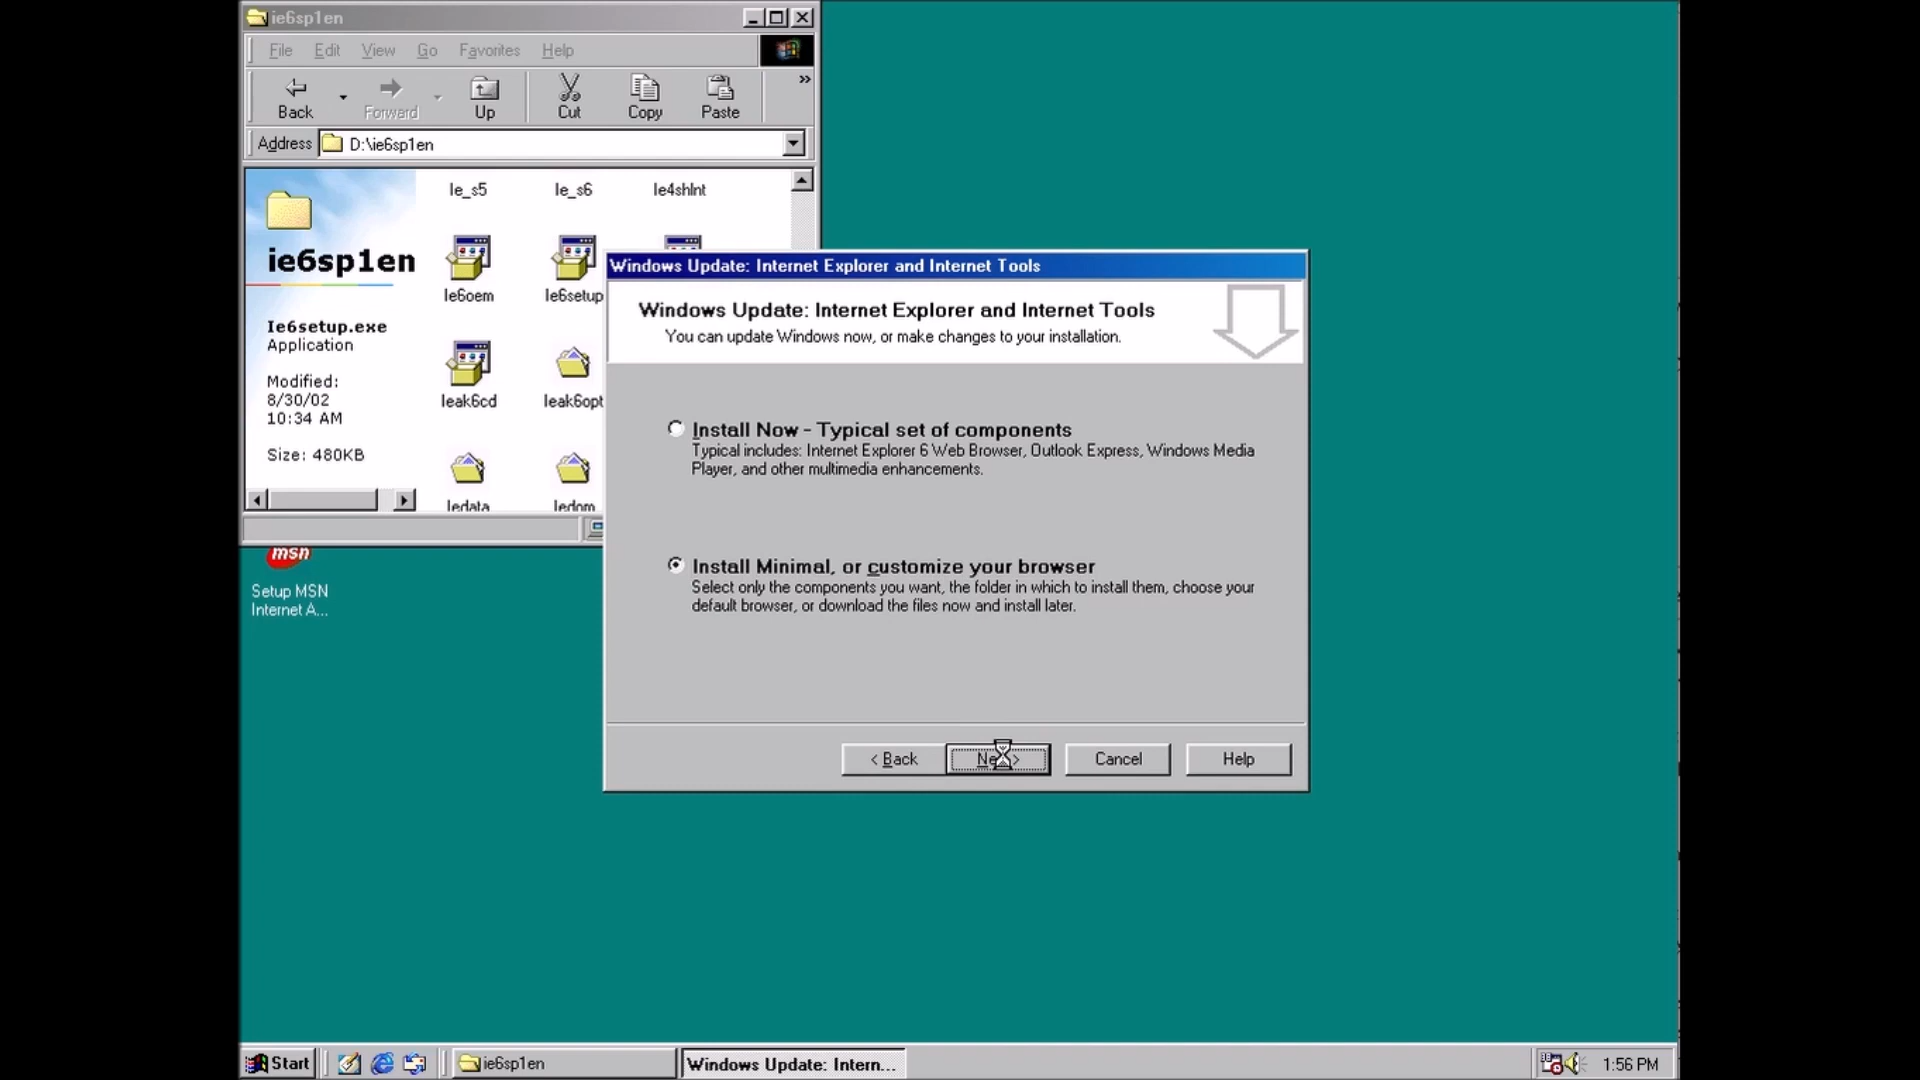 ie6sp1en
File Edit View Go Favorites Help
Back Forward Up Cut Copy Paste »
Address D:\ie6sp1en
Ie_s5 Ie_s6 Ie4shlnt
ie6sp1en
Ie6setup.exe
Application
Modified:
8/30/02
10:34 AM
Size: 480KB
Ie6oem Ie6setup
Ieak6cd Ieak6opt
Iedata Iedom
Windows Update: Internet Explorer and Internet Tools
Windows Update: Internet Explorer and Internet Tools
You can update Windows now, or make changes to your installation.
Install Now - Typical set of components
Typical includes: Internet Explorer 6 Web Browser, Outlook Express, Windows Media
Player, and other multimedia enhancements.
Install Minimal, or customize your browser
Select only the components you want, the folder in which to install them, choose your
default browser, or download the files now and install later.
< Back Cancel Help
msn
Setup MSN
Internet A...
Start ie6sp1en Windows Update: Intern... 1:56 PM